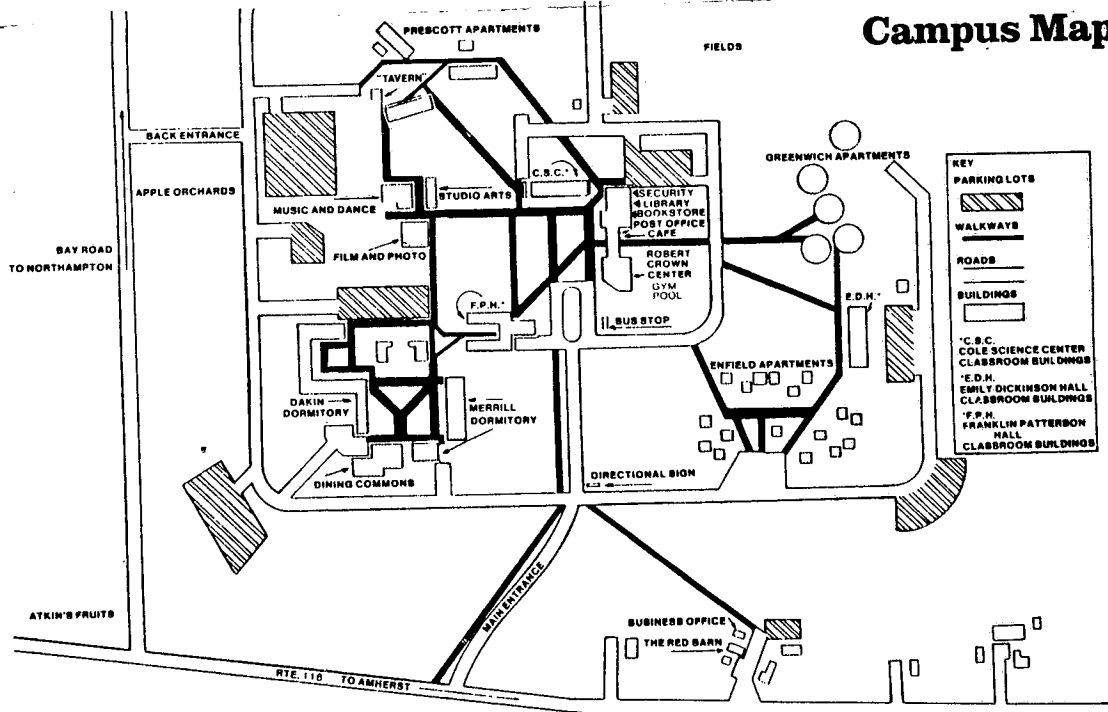 Campus Map
PRESCOTT APARTMENTS
FIELDS
"TAVERN"
BACK ENTRANCE
GREENWICH APARTMENTS
C.S.C.*
APPLE ORCHARDS
STUDIO ARTS
MUSIC AND DANCE
SECURITY
LIBRARY
BOOKSTORE
POST OFFICE
CAFE
BAY ROAD
TO NORTHAMPTON
FILM AND PHOTO
ROBERT
CROWN
CENTER
GYM
POOL
F.P.H.*
E.D.H.*
BUS STOP
ENFIELD APARTMENTS
DAKIN
DORMITORY
MERRILL
DORMITORY
DINING COMMONS
DIRECTIONAL SIGN
MAIN ENTRANCE
ATKIN'S FRUITS
BUSINESS OFFICE
THE RED BARN
RTE. 116 TO AMHERST
KEY
PARKING LOTS
WALKWAYS
ROADS
BUILDINGS
*C.S.C.
COLE SCIENCE CENTER
CLASSROOM BUILDINGS
*E.D.H.
EMILY DICKINSON HALL
CLASSROOM BUILDINGS
*F.P.H.
FRANKLIN PATTERSON
HALL
CLASSROOM BUILDINGS